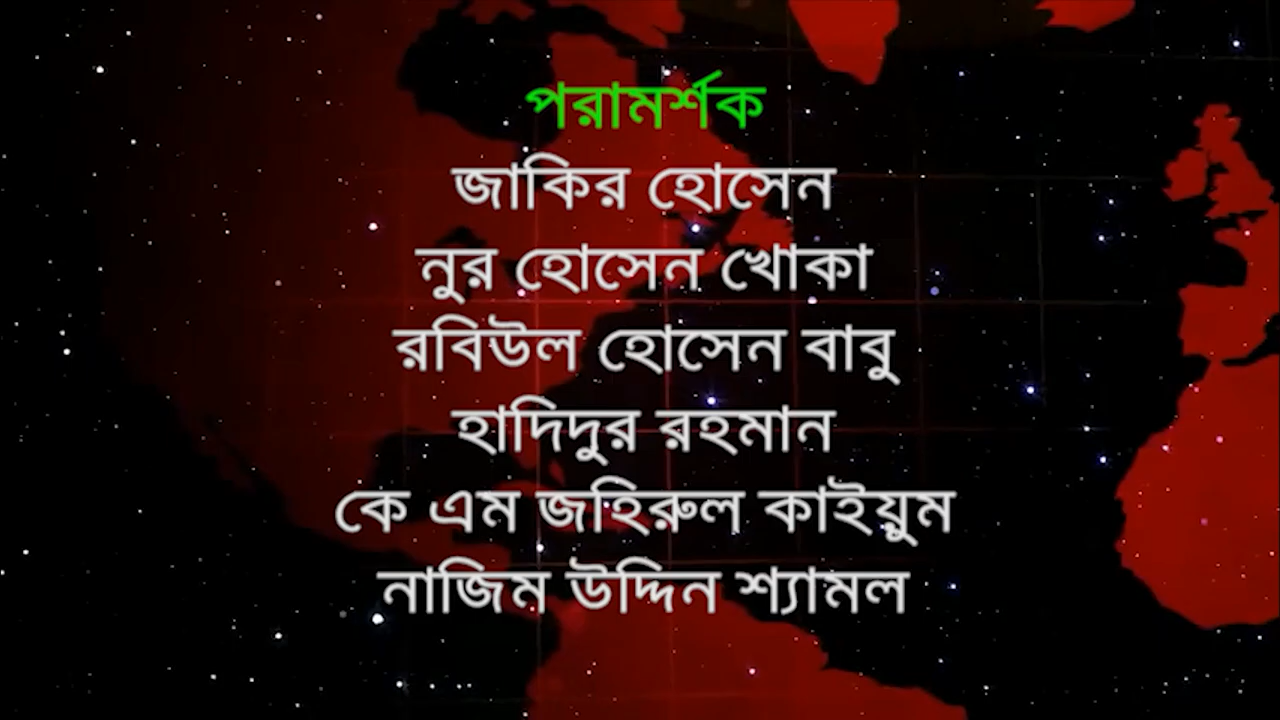 পরামর্শক
জাকির হোসেন
নুর হোসেন খোকা
রবিউল হোসেন বাবু
হাদিদুর রহমান
কে এম জহিরুল কাইয়ুম
নাজিম উদ্দিন শ্যামল